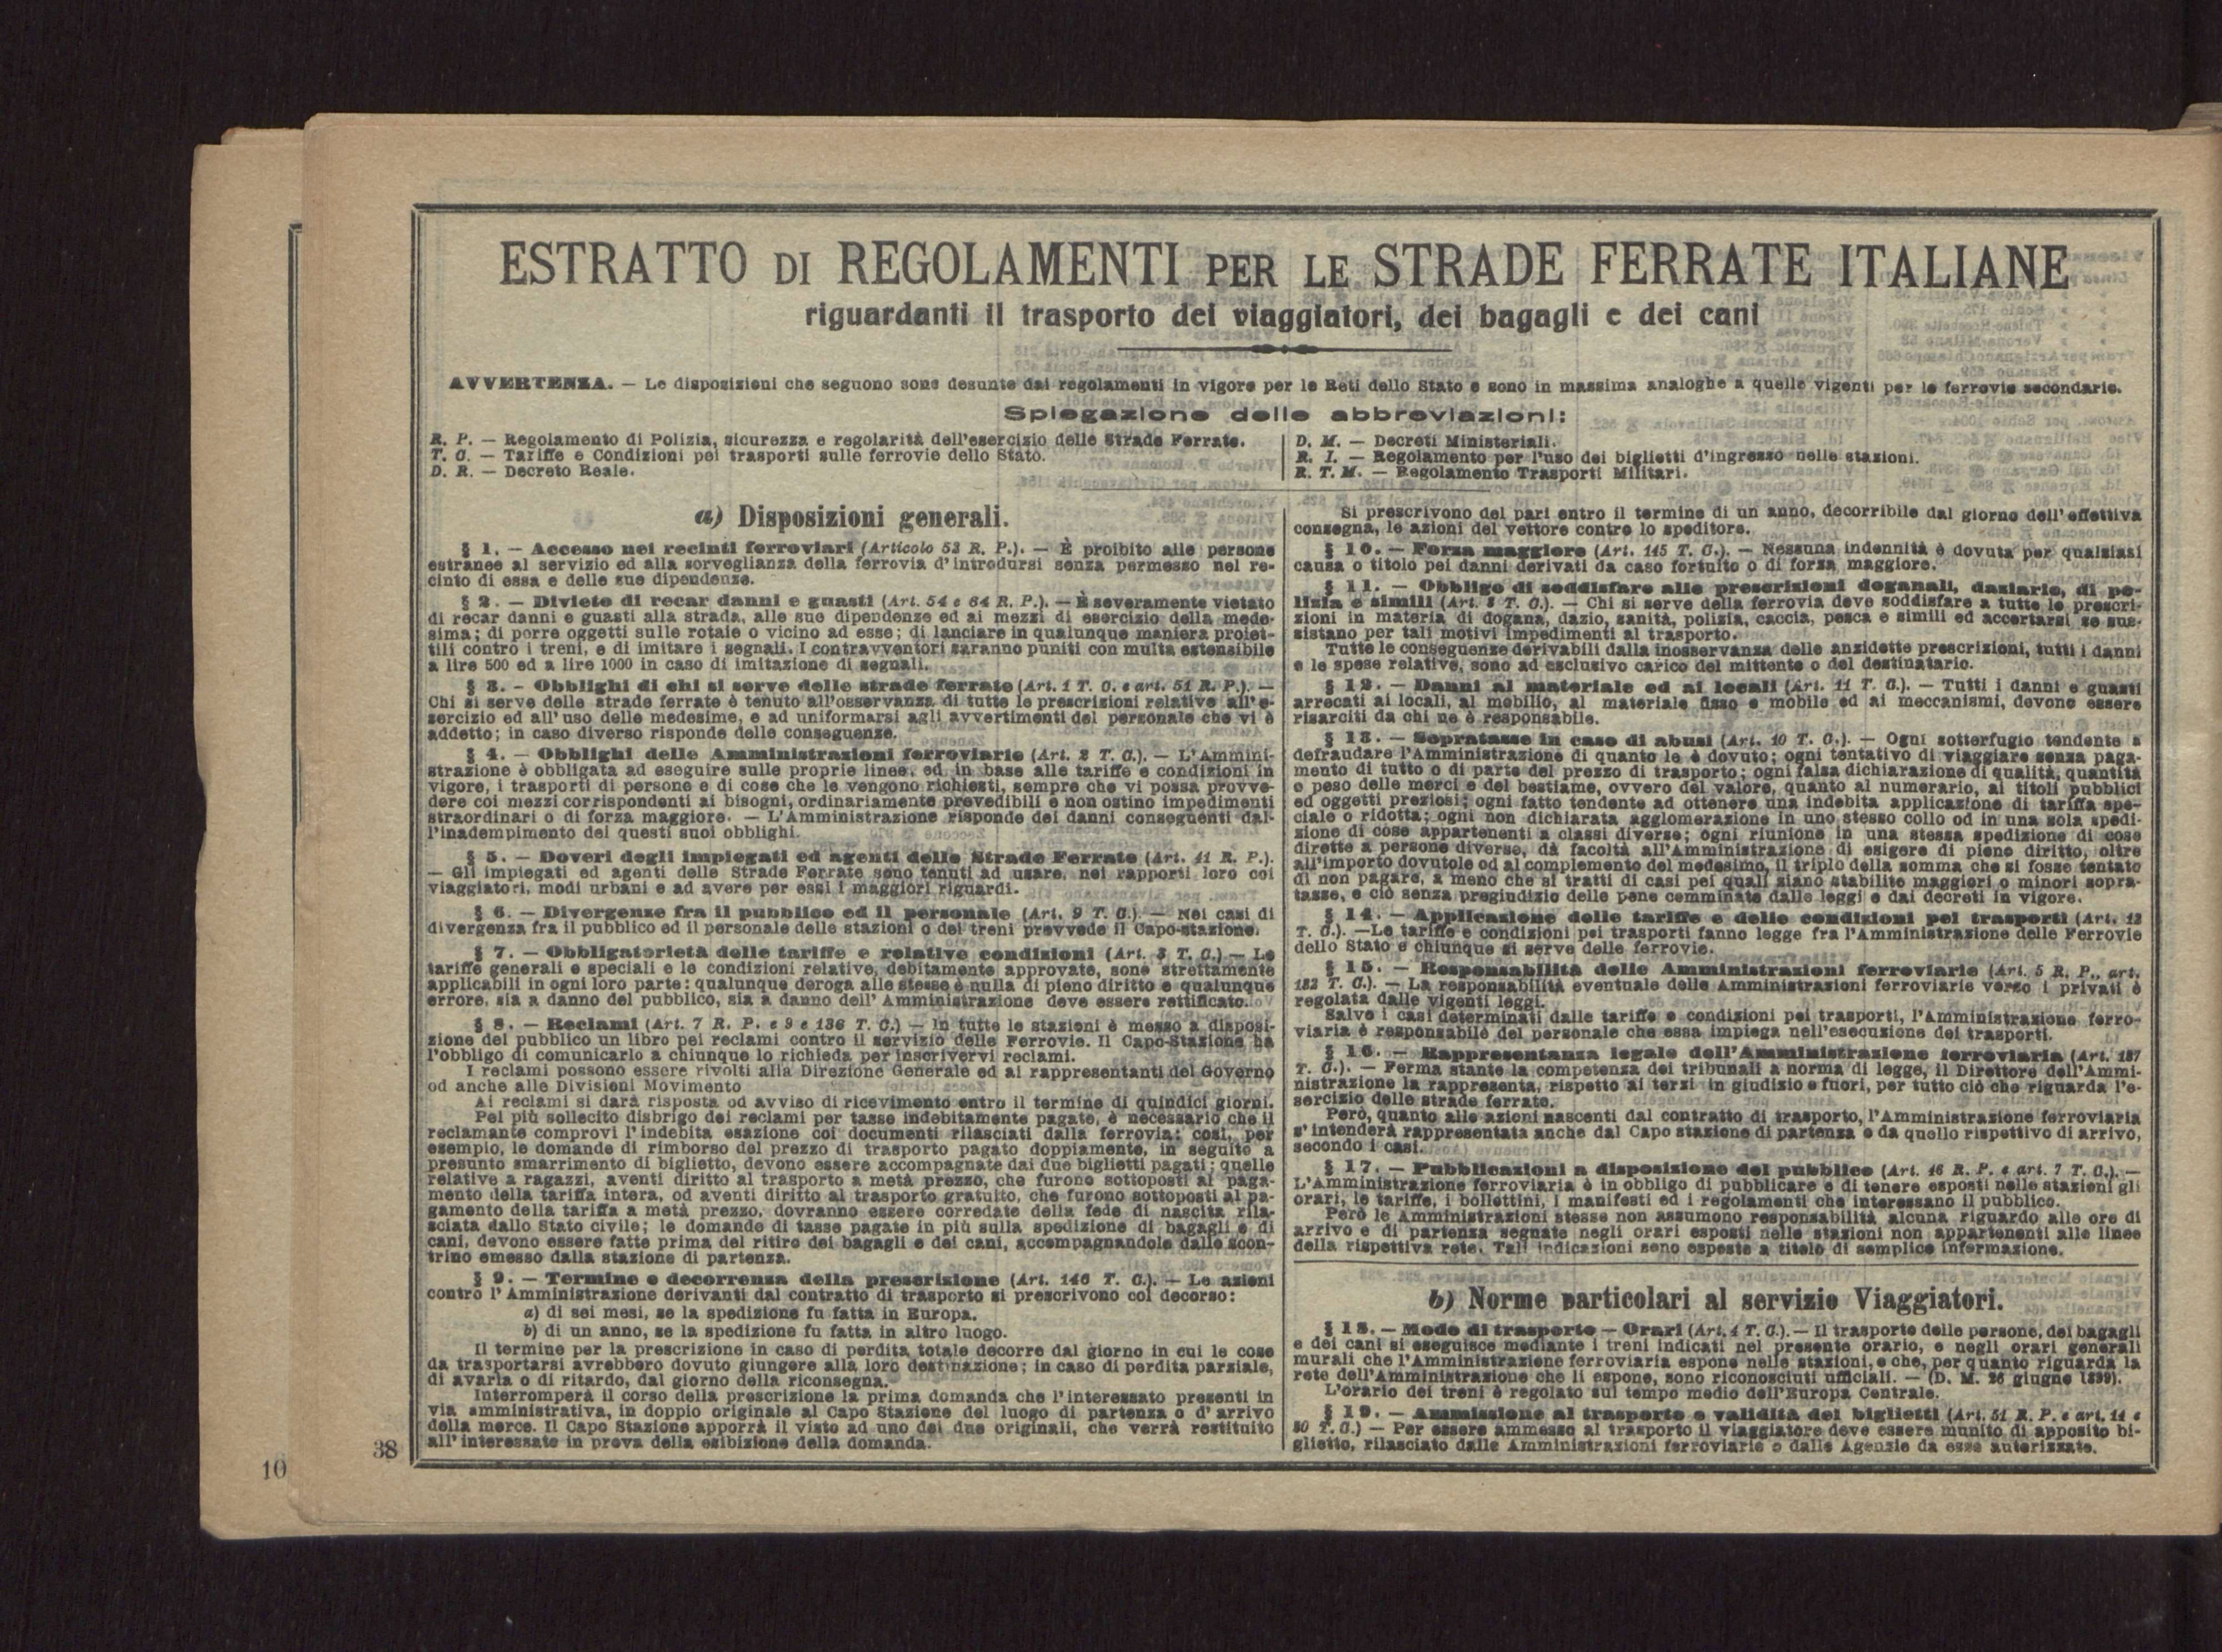 ESTRATTO DI REGOLAMENTI PER LE STRADE FERRATE ITALIANE
riguardanti il trasporto dei viaggiatori, dei bagagli e dei cani
AVVERTENZA. — Le disposizioni che seguono sono desunte dai regolamenti in vigore per le Reti dello Stato e sono in massima analoghe a quelle vigenti per le ferrovie secondarie.
Spiegazione delle abbreviazioni:
R. P. — Regolamento di Polizia, sicurezza e regolarità dell'esercizio delle Strade Ferrate.
T. C. — Tariffe e Condizioni pei trasporti sulle ferrovie dello Stato.
D. R. — Decreto Reale.
D. M. — Decreti Ministeriali.
R. I. — Regolamento per l'uso dei biglietti d'ingresso nelle stazioni.
R. T. M. — Regolamento Trasporti Militari.
a) Disposizioni generali.
§ 1. — Accesso nei recinti ferroviari (Articolo 53 R. P.). — È proibito alle persone
estranee al servizio ed alla sorveglianza della ferrovia d'introdursi senza permesso nel re-
cinto di essa e delle sue dipendenze.
§ 2. — Divieto di recar danni e guasti (Art. 54 e 64 R. P.). — È severamente vietato
di recar danni e guasti alla strada, alle sue dipendenze ed ai mezzi di esercizio della mede-
sima; di porre oggetti sulle rotaie o vicino ad esse; di lanciare in qualunque maniera proiet-
tili contro i treni, e di imitare i segnali. I contravventori saranno puniti con multa estensibile
a lire 500 ed a lire 1000 in caso di imitazione di segnali.
§ 3. - Obblighi di chi si serve delle strade ferrate (Art. 1 T. C. e art. 51 R. P.). —
Chi si serve delle strade ferrate è tenuto all'osservanza di tutte le prescrizioni relative all'e-
sercizio ed all'uso delle medesime, e ad uniformarsi agli avvertimenti del personale che vi è
addetto; in caso diverso risponde delle conseguenze.
§ 4. — Obblighi delle Amministrazioni ferroviarie (Art. 2 T. C.). — L'Ammini-
strazione è obbligata ad eseguire sulle proprie linee, ed in base alle tariffe e condizioni in
vigore, i trasporti di persone e di cose che le vengono richiesti, sempre che vi possa provve-
dere coi mezzi corrispondenti ai bisogni, ordinariamente prevedibili e non ostino impedimenti
straordinari o di forza maggiore. — L'Amministrazione risponde dei danni conseguenti dal-
l'inadempimento dei questi suoi obblighi.
§ 5. — Doveri degli impiegati ed agenti delle Strade Ferrate (Art. 41 R. P.).
— Gli impiegati ed agenti delle Strade Ferrate sono tenuti ad usare, nei rapporti loro coi
viaggiatori, modi urbani e ad avere per essi i maggiori riguardi.
§ 6. — Divergenze fra il pubblico ed il personale (Art. 9 T. C.). — Nei casi di
divergenza fra il pubblico ed il personale delle stazioni o dei treni provvede il Capo-stazione.
§ 7. — Obbligatorietà delle tariffe e relative condizioni (Art. 3 T. C.) — Le
tariffe generali e speciali e le condizioni relative, debitamente approvate, sono strettamente
applicabili in ogni loro parte: qualunque deroga alle stesse è nulla di pieno diritto e qualunque
errore, sia a danno del pubblico, sia a danno dell'Amministrazione deve essere rettificato.
§ 8. — Reclami (Art. 7 R. P. e 9 e 136 T. C.) — In tutte le stazioni è messo a disposi-
zione del pubblico un libro pei reclami contro il servizio delle Ferrovie. Il Capo-Stazione ha
l'obbligo di comunicarlo a chiunque lo richieda per inscrivervi reclami.
I reclami possono essere rivolti alla Direzione Generale ed ai rappresentanti del Governo
od anche alle Divisioni Movimento
Ai reclami si darà risposta od avviso di ricevimento entro il termine di quindici giorni.
Pel più sollecito disbrigo dei reclami per tasse indebitamente pagate, è necessario che il
reclamante comprovi l'indebita esazione coi documenti rilasciati dalla ferrovia; così, per
esempio, le domande di rimborso del prezzo di trasporto pagato doppiamente, in seguito a
presunto smarrimento di biglietto, devono essere accompagnate dai due biglietti pagati; quelle
relative a ragazzi, aventi diritto al trasporto a metà prezzo, che furono sottoposti al paga-
mento della tariffa intera, od aventi diritto al trasporto gratuito, che furono sottoposti al pa-
gamento della tariffa a metà prezzo, dovranno essere corredate della fede di nascita rila-
sciata dallo Stato civile; le domande di tasse pagate in più sulla spedizione di bagagli e di
cani, devono essere fatte prima del ritiro dei bagagli e dei cani, accompagnandole dallo scon-
trino emesso dalla stazione di partenza.
§ 9. — Termine e decorrenza della prescrizione (Art. 146 T. C.). — Le azioni
contro l'Amministrazione derivanti dal contratto di trasporto si prescrivono col decorso:
a) di sei mesi, se la spedizione fu fatta in Europa.
b) di un anno, se la spedizione fu fatta in altro luogo.
Il termine per la prescrizione in caso di perdita totale decorre dal giorno in cui le cose
da trasportarsi avrebbero dovuto giungere alla loro destinazione; in caso di perdita parziale,
di avaria o di ritardo, dal giorno della riconsegna.
Interromperà il corso della prescrizione la prima domanda che l'interessato presenti in
via amministrativa, in doppio originale al Capo Stazione del luogo di partenza o d'arrivo
della merce. Il Capo Stazione apporrà il visto ad uno dei due originali, che verrà restituito
all'interessato in prova della esibizione della domanda.
Si prescrivono del pari entro il termine di un anno, decorribile dal giorno dell'effettiva
consegna, le azioni del vettore contro lo speditore.
§ 10. — Forza maggiore (Art. 145 T. C.). — Nessuna indennità è dovuta per qualsiasi
causa o titolo pei danni derivati da caso fortuito o di forza maggiore.
§ 11. — Obbligo di soddisfare alle prescrizioni doganali, daziarie, di po-
lizia e simili (Art. 8 T. C.). — Chi si serve della ferrovia deve soddisfare a tutte le prescri-
zioni in materia di dogana, dazio, sanità, polizia, caccia, pesca e simili ed accertarsi se sus-
sistano per tali motivi impedimenti al trasporto.
Tutte le conseguenze derivabili dalla inosservanza delle anzidette prescrizioni, tutti i danni
e le spese relative, sono ad esclusivo carico del mittente o del destinatario.
§ 12. — Danni al materiale ed ai locali (Art. 11 T. C.). — Tutti i danni e guasti
arrecati ai locali, al mobilio, al materiale fisso e mobile ed ai meccanismi, devono essere
risarciti da chi ne è responsabile.
§ 13. — Sopratasse in caso di abusi (Art. 10 T. C.). — Ogni sotterfugio tendente a
defraudare l'Amministrazione di quanto le è dovuto; ogni tentativo di viaggiare senza paga-
mento di tutto o di parte del prezzo di trasporto; ogni falsa dichiarazione di qualità, quantità
o peso delle merci e del bestiame, ovvero del valore, quanto al numerario, ai titoli pubblici
ed oggetti preziosi; ogni fatto tendente ad ottenere una indebita applicazione di tariffa spe-
ciale o ridotta; ogni non dichiarata agglomerazione in uno stesso collo od in una sola spedi-
zione di cose appartenenti a classi diverse; ogni riunione in una stessa spedizione di cose
dirette a persone diverse, dà facoltà all'Amministrazione di esigere di pieno diritto, oltre
all'importo dovutole od al complemento del medesimo, il triplo della somma che si fosse tentato
di non pagare, a meno che si tratti di casi pei quali siano stabilite maggiori o minori sopra-
tasse, e ciò senza pregiudizio delle pene comminate dalle leggi e dai decreti in vigore.
§ 14. — Applicazione delle tariffe e delle condizioni pei trasporti (Art. 12
T. C.). — Le tariffe e condizioni pei trasporti fanno legge fra l'Amministrazione delle Ferrovie
dello Stato e chiunque si serve delle ferrovie.
§ 15. — Responsabilità delle Amministrazioni ferroviarie (Art. 5 R. P., art.
132 T. C.). — La responsabilità eventuale delle Amministrazioni ferroviarie verso i privati è
regolata dalle vigenti leggi.
Salvo i casi determinati dalle tariffe e condizioni pei trasporti, l'Amministrazione ferro-
viaria è responsabile del personale che essa impiega nell'esecuzione dei trasporti.
§ 16. — Rappresentanza legale dell'Amministrazione ferroviaria (Art. 137
T. C.). — Ferma stante la competenza dei tribunali a norma di legge, il Direttore dell'Ammi-
nistrazione la rappresenta, rispetto ai terzi in giudizio e fuori, per tutto ciò che riguarda l'e-
sercizio delle strade ferrate.
Però, quanto alle azioni nascenti dal contratto di trasporto, l'Amministrazione ferroviaria
s'intenderà rappresentata anche dal Capo stazione di partenza e da quello rispettivo di arrivo,
secondo i casi.
§ 17. — Pubblicazioni a disposizione del pubblico (Art. 46 R. P. e art. 7 T. C.). —
L'Amministrazione ferroviaria è in obbligo di pubblicare e di tenere esposti nelle stazioni gli
orari, le tariffe, i bollettini, i manifesti ed i regolamenti che interessano il pubblico.
Però le Amministrazioni stesse non assumono responsabilità alcuna riguardo alle ore di
arrivo e di partenza segnate negli orari esposti nelle stazioni non appartenenti alle linee
della rispettiva rete. Tali indicazioni sono esposte a titolo di semplice informazione.
b) Norme particolari al servizio Viaggiatori.
§ 18. — Modo di trasporto — Orari (Art. 4 T. C.). — Il trasporto delle persone, dei bagagli
e dei cani si eseguisce mediante i treni indicati nel presente orario, e negli orari generali
murali che l'Amministrazione ferroviaria espone nelle stazioni, e che, per quanto riguarda la
rete dell'Amministrazione che li espone, sono riconosciuti ufficiali. — (D. M. 26 giugno 1899).
L'orario dei treni è regolato sul tempo medio dell'Europa Centrale.
§ 19. — Ammissione al trasporto e validità dei biglietti (Art. 51 R. P. e art. 14 e
30 T. C.) — Per essere ammesso al trasporto il viaggiatore deve essere munito di apposito bi-
glietto, rilasciato dalle Amministrazioni ferroviarie o dalle Agenzie da esse autorizzate.
38
10